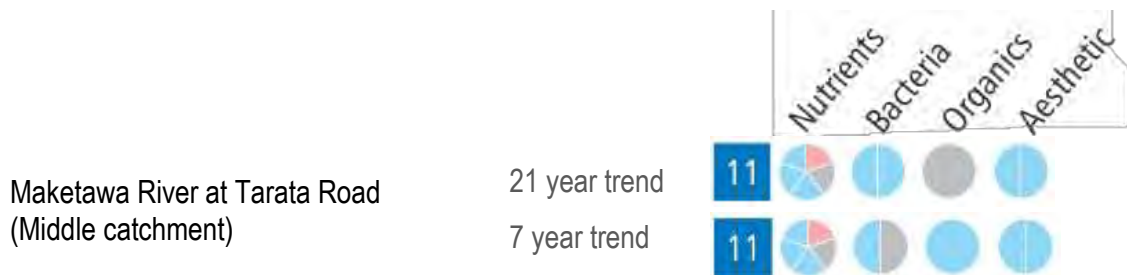 Nutrients
Bacteria
Organics
Aesthetic
Maketawa River at Tarata Road
(Middle catchment)
21 year trend
11
7 year trend
11